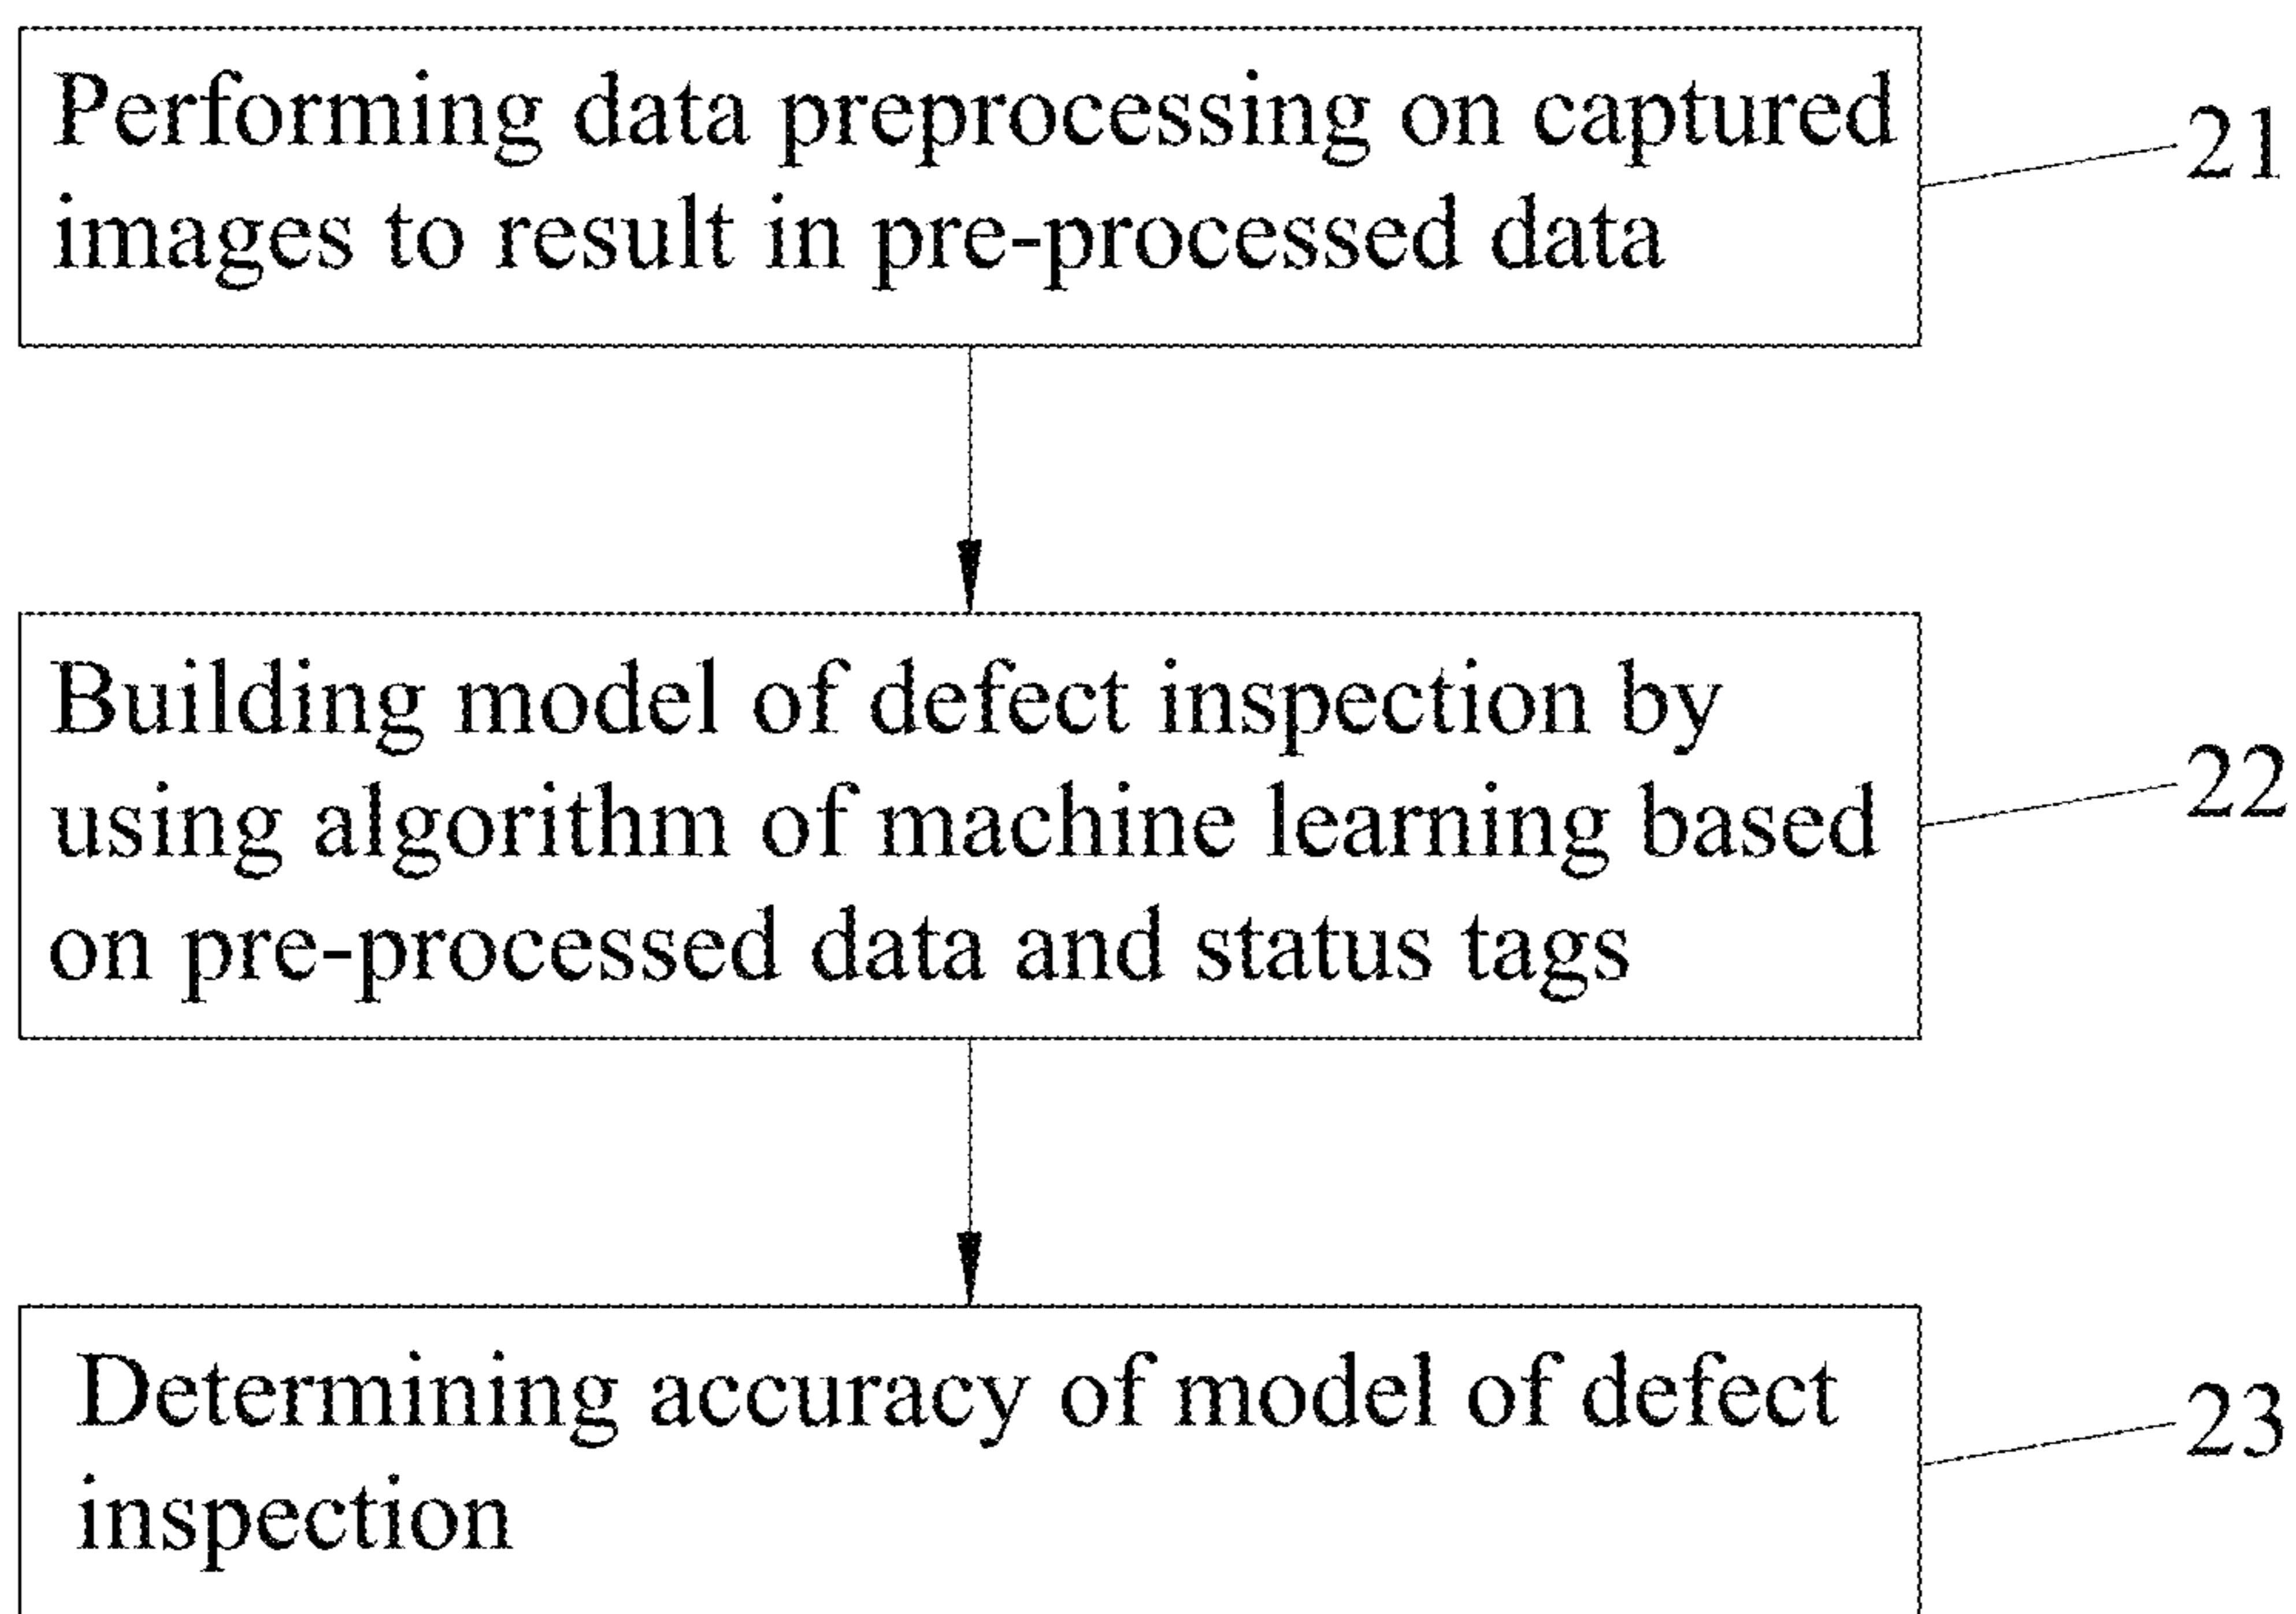 Performing data preprocessing on captured
images to result in pre-processed data
21
Building model of defect inspection by
using algorithm of machine learning based
on pre-processed data and status tags
22
Determining accuracy of model of defect
inspection
23